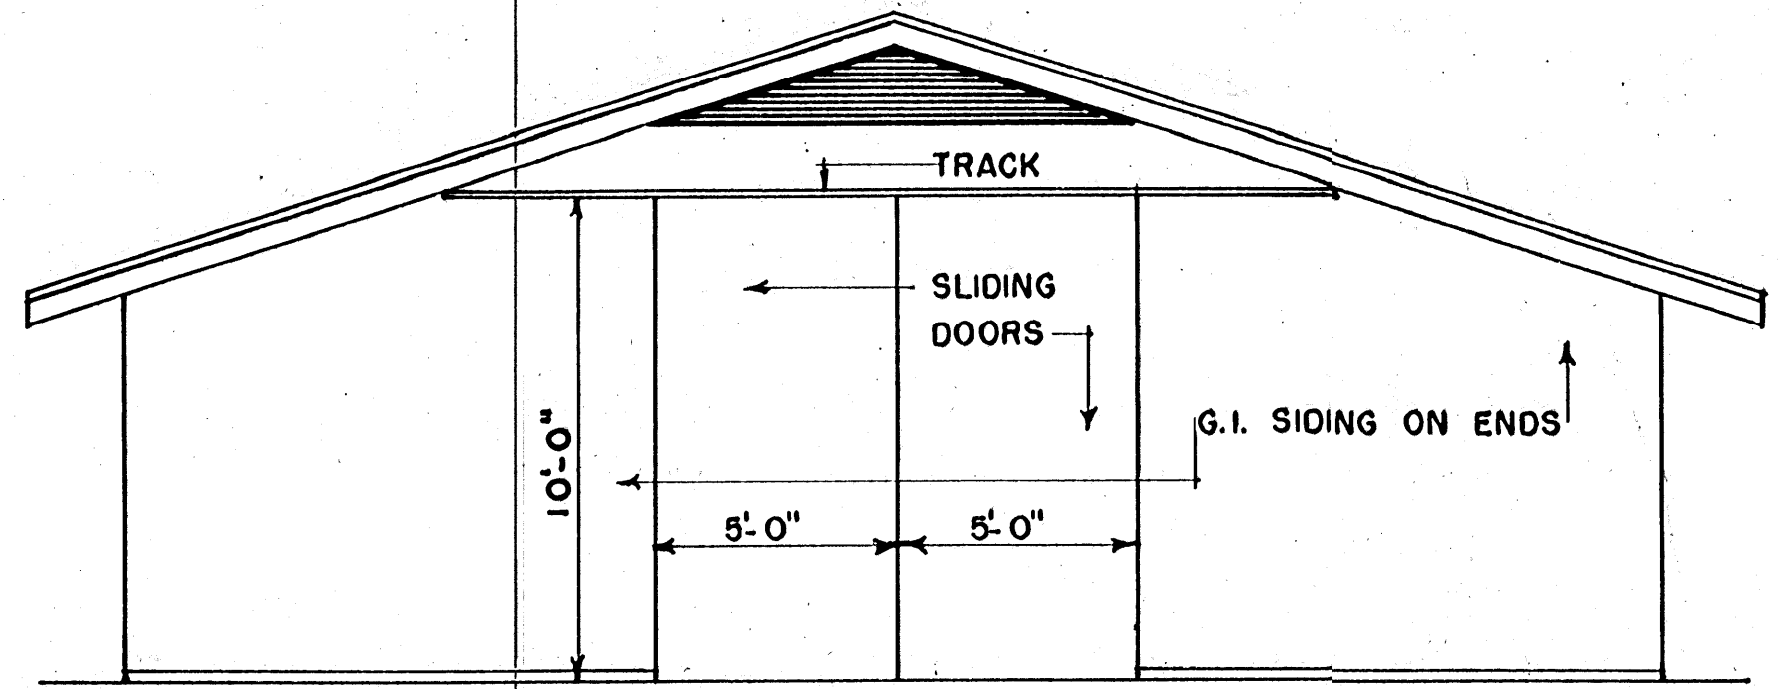 TRACK
SLIDING
DOORS
G.I. SIDING ON ENDS
10'-0"
5'-0"
5'-0"